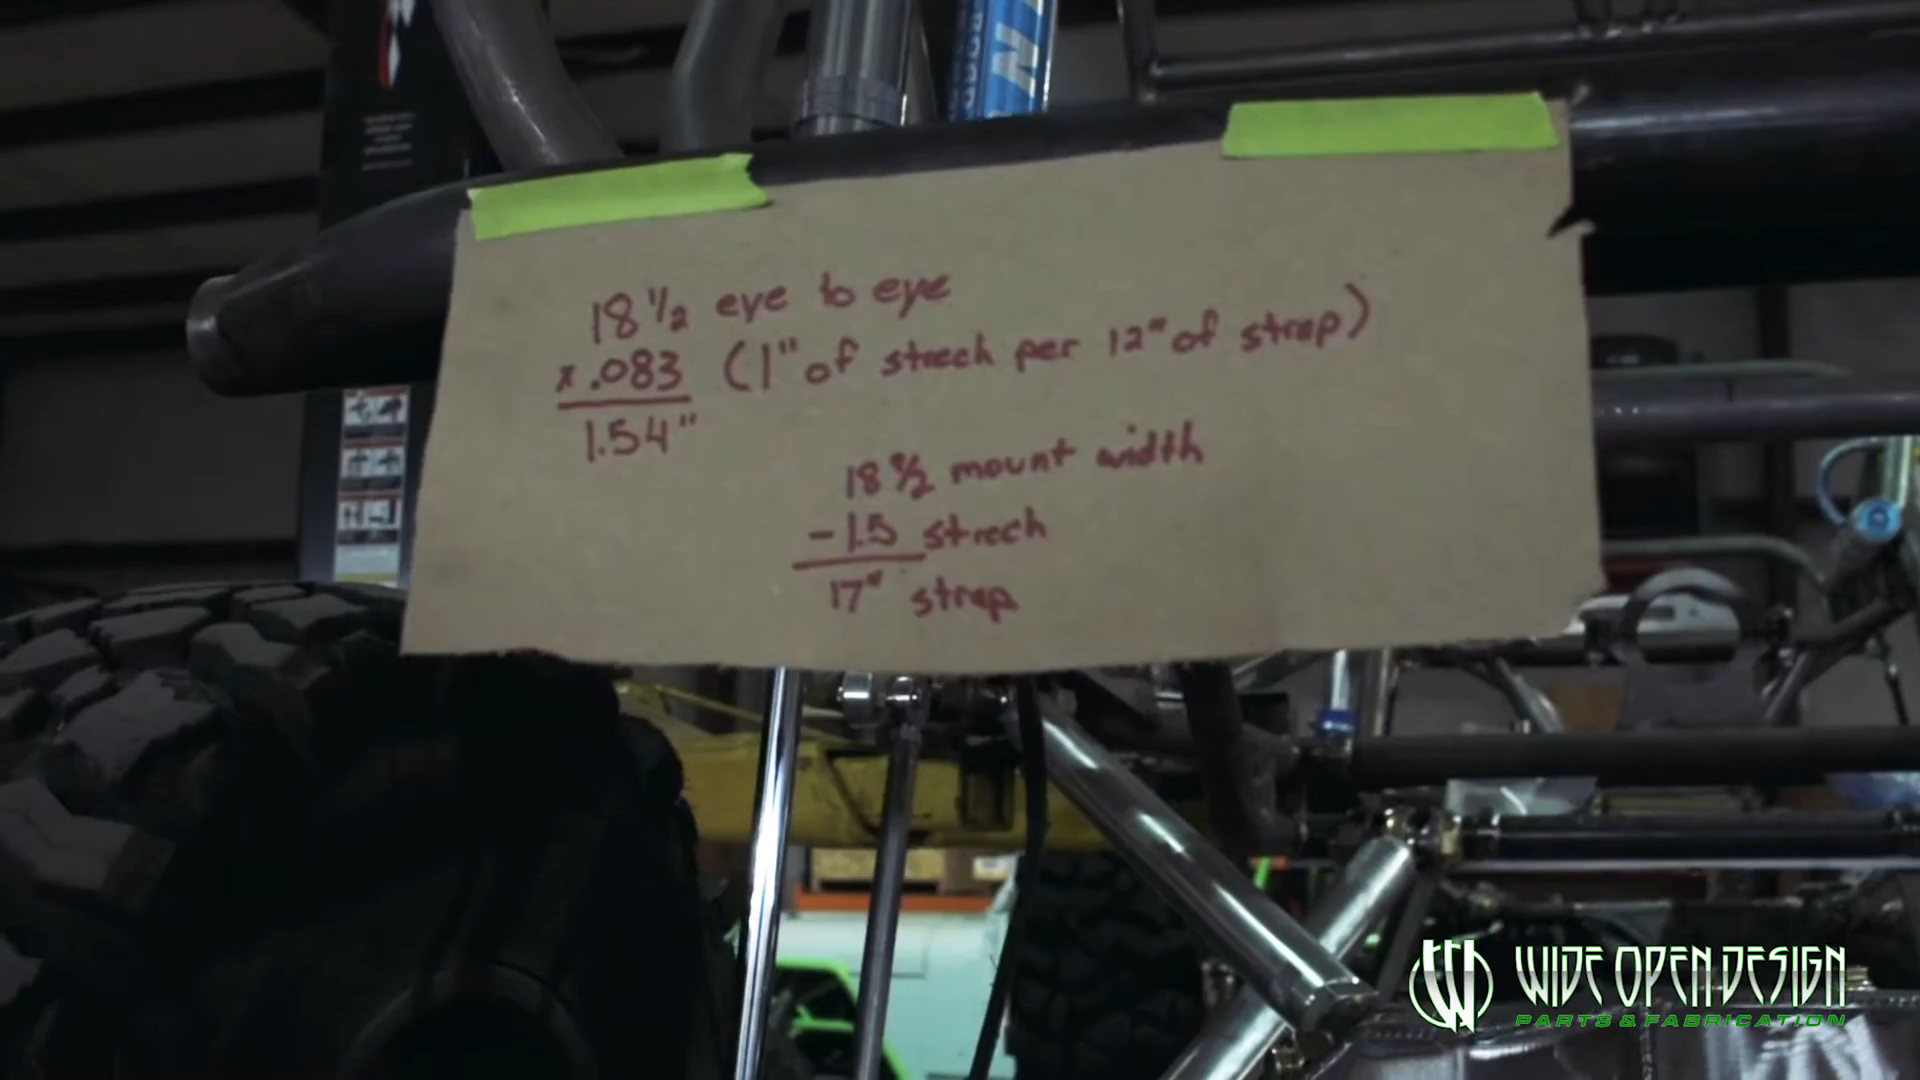 18 1/2 eye to eye
x .083 (1" of strech per 12" of strap)
1.54"
18 1/2 mount width
- 1.5 strech
17" strap
WIDE OPEN DESIGN
PARTS & FABRICATION